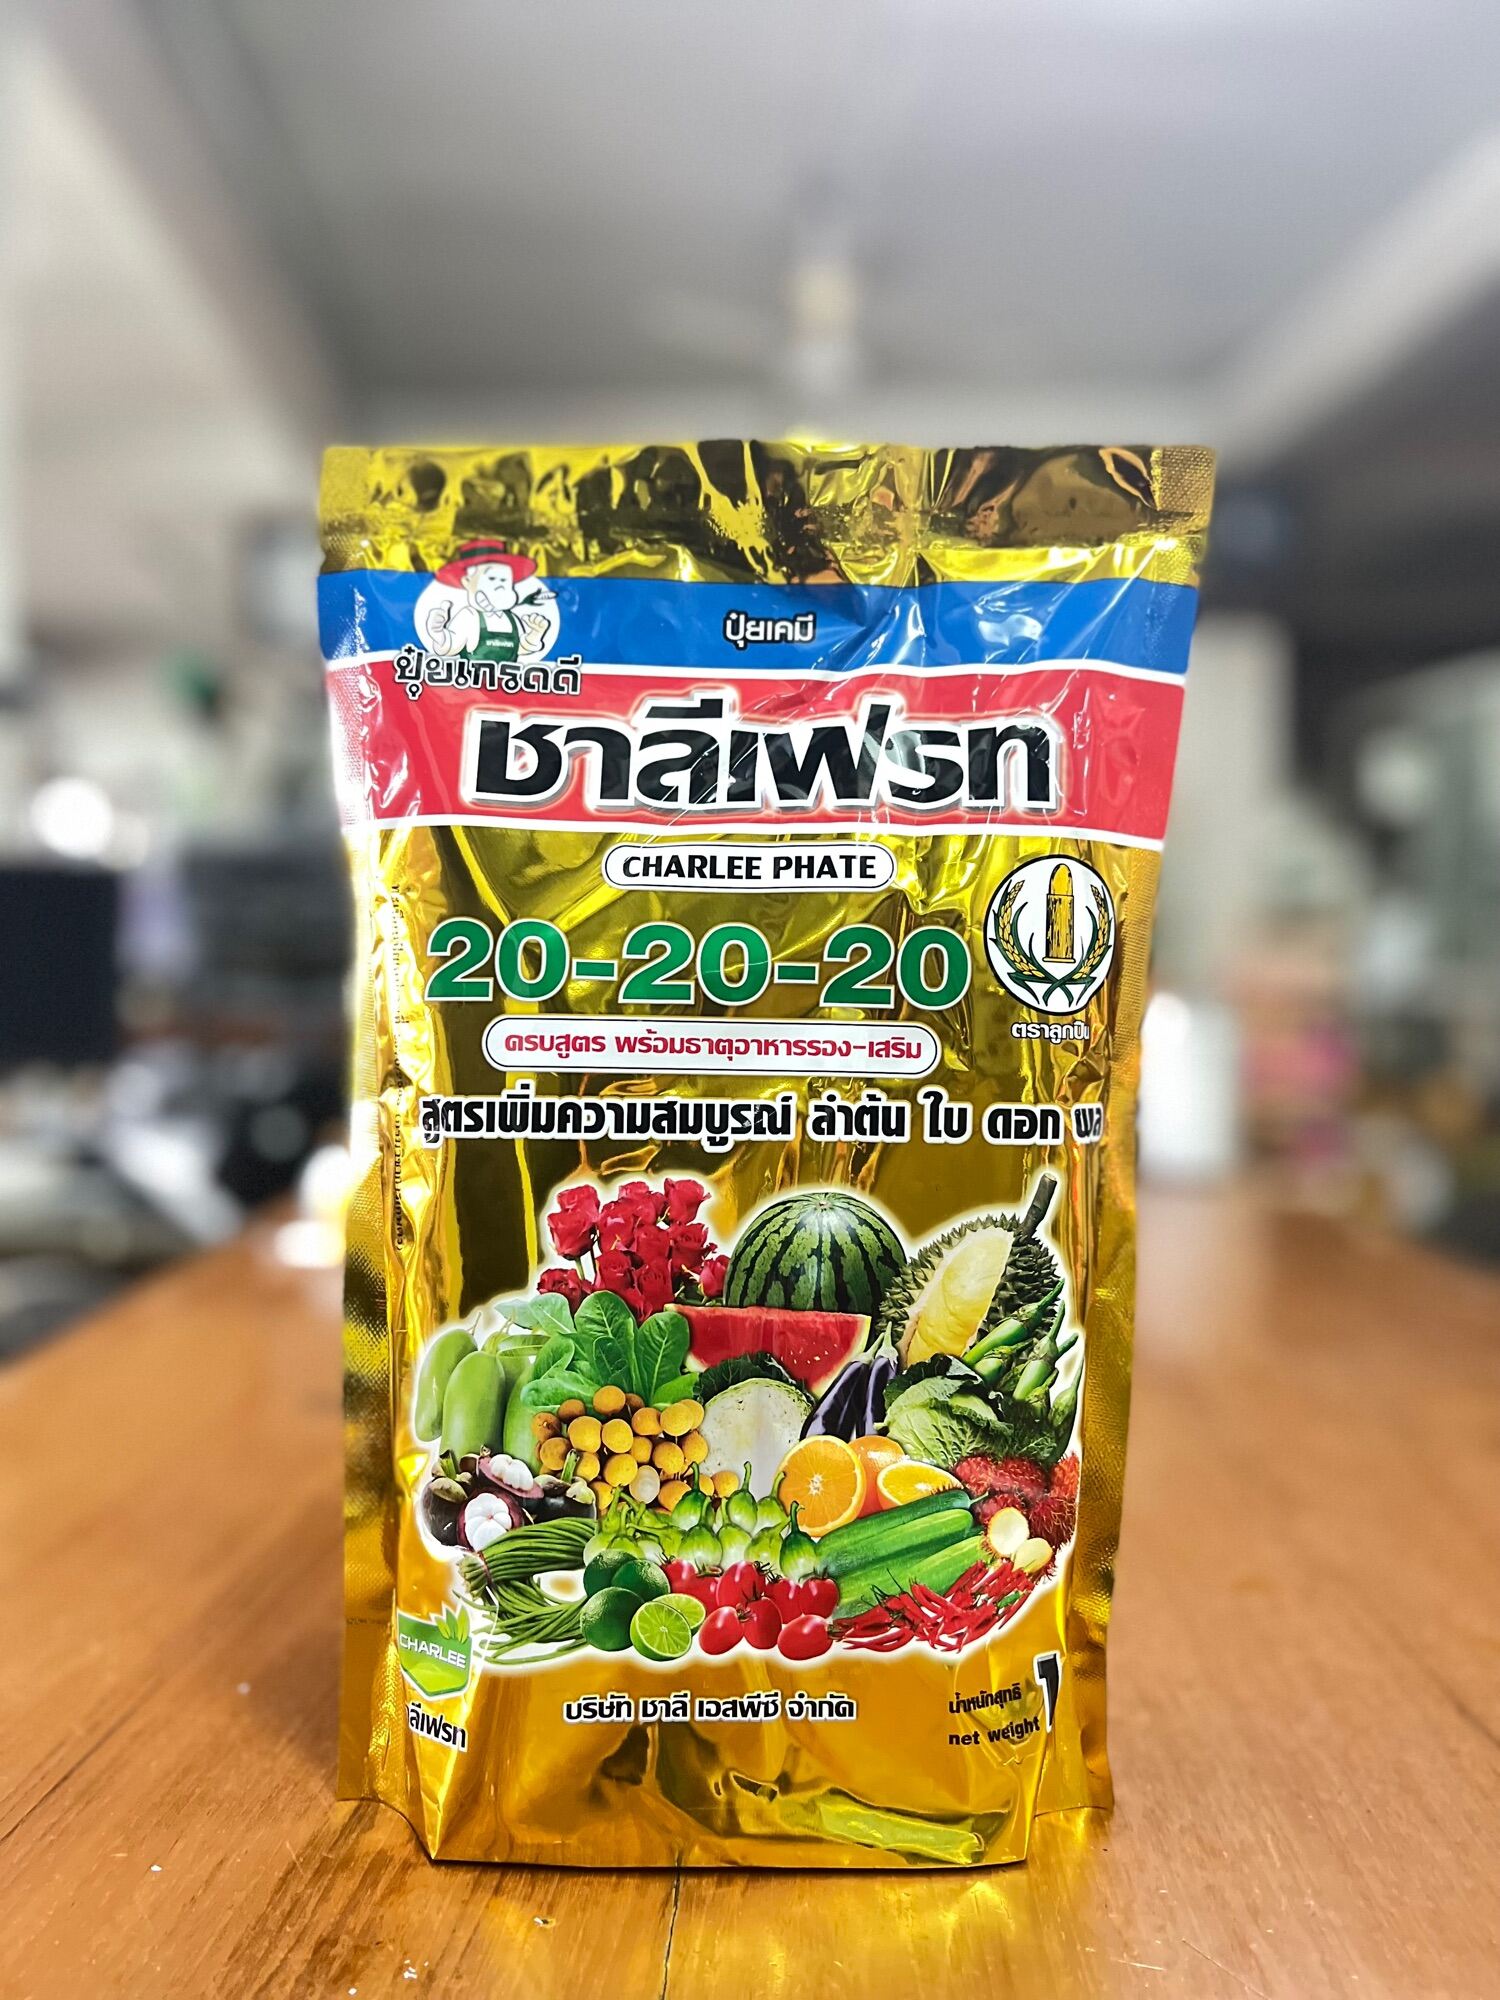 ปุ๋ยเคมี
ปุ๋ยเกรดดี
ชาลีเฟรท
CHARLEE PHATE
20-20-20
ตราลูกปืน
ครบสูตร พร้อมธาตุอาหารรอง-เสริม
สูตรเพิ่มความสมบูรณ์ ลำต้น ใบ ดอก ผล
CHARLEE
บริษัท ชาลี เอสพีซี จำกัด
น้ำหนักสุทธิ 1
net weight